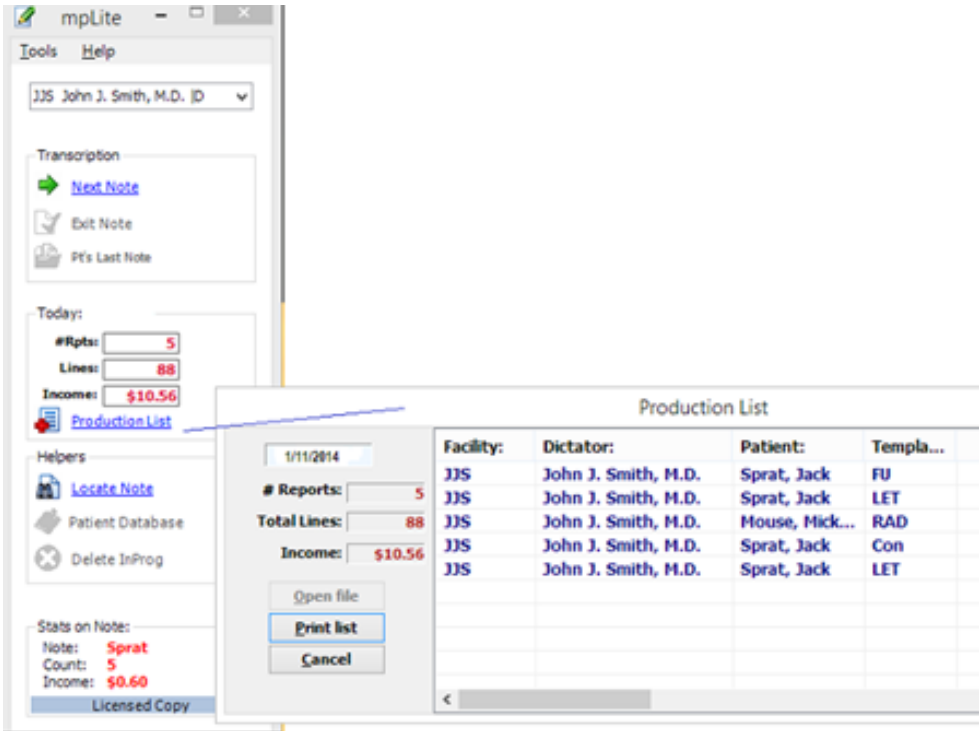 mpLite
Tools Help
JJS John J. Smith, M.D. |D
Transcription
Next Note
Exit Note
Pt's Last Note
Today:
#Rpts: 5
Lines: 88
Income: $10.56
Production List
Helpers
Locate Note
Patient Database
Delete InProg
Stats on Note:
Note: Sprat
Count: 5
Income: $0.60
Licensed Copy
Production List
1/11/2014
# Reports: 5
Total Lines: 88
Income: $10.56
Open file
Print list
Cancel
Facility: Dictator: Patient: Templa...
JJS John J. Smith, M.D. Sprat, Jack FU
JJS John J. Smith, M.D. Sprat, Jack LET
JJS John J. Smith, M.D. Mouse, Mick... RAD
JJS John J. Smith, M.D. Sprat, Jack Con
JJS John J. Smith, M.D. Sprat, Jack LET